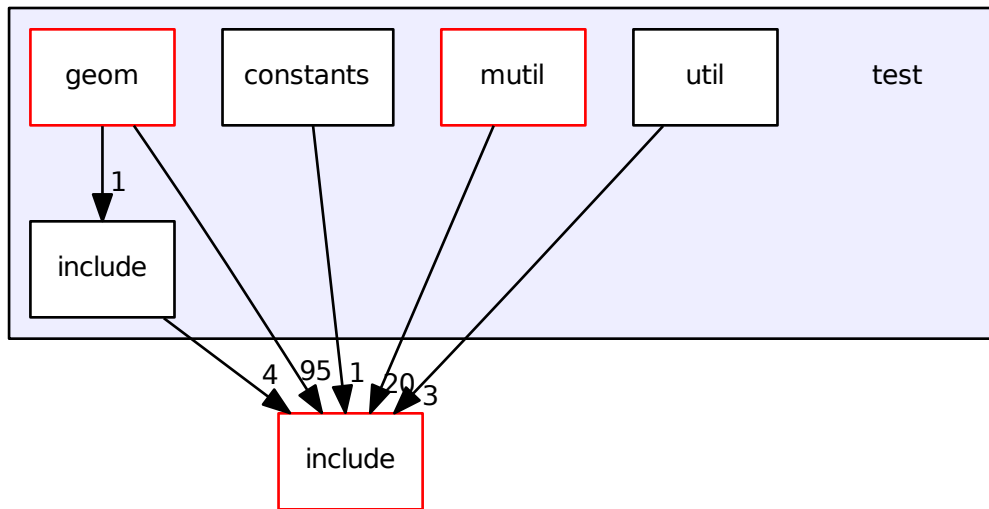 geom
constants
mutil
util
test
1
include
4
95
1
20
3
include